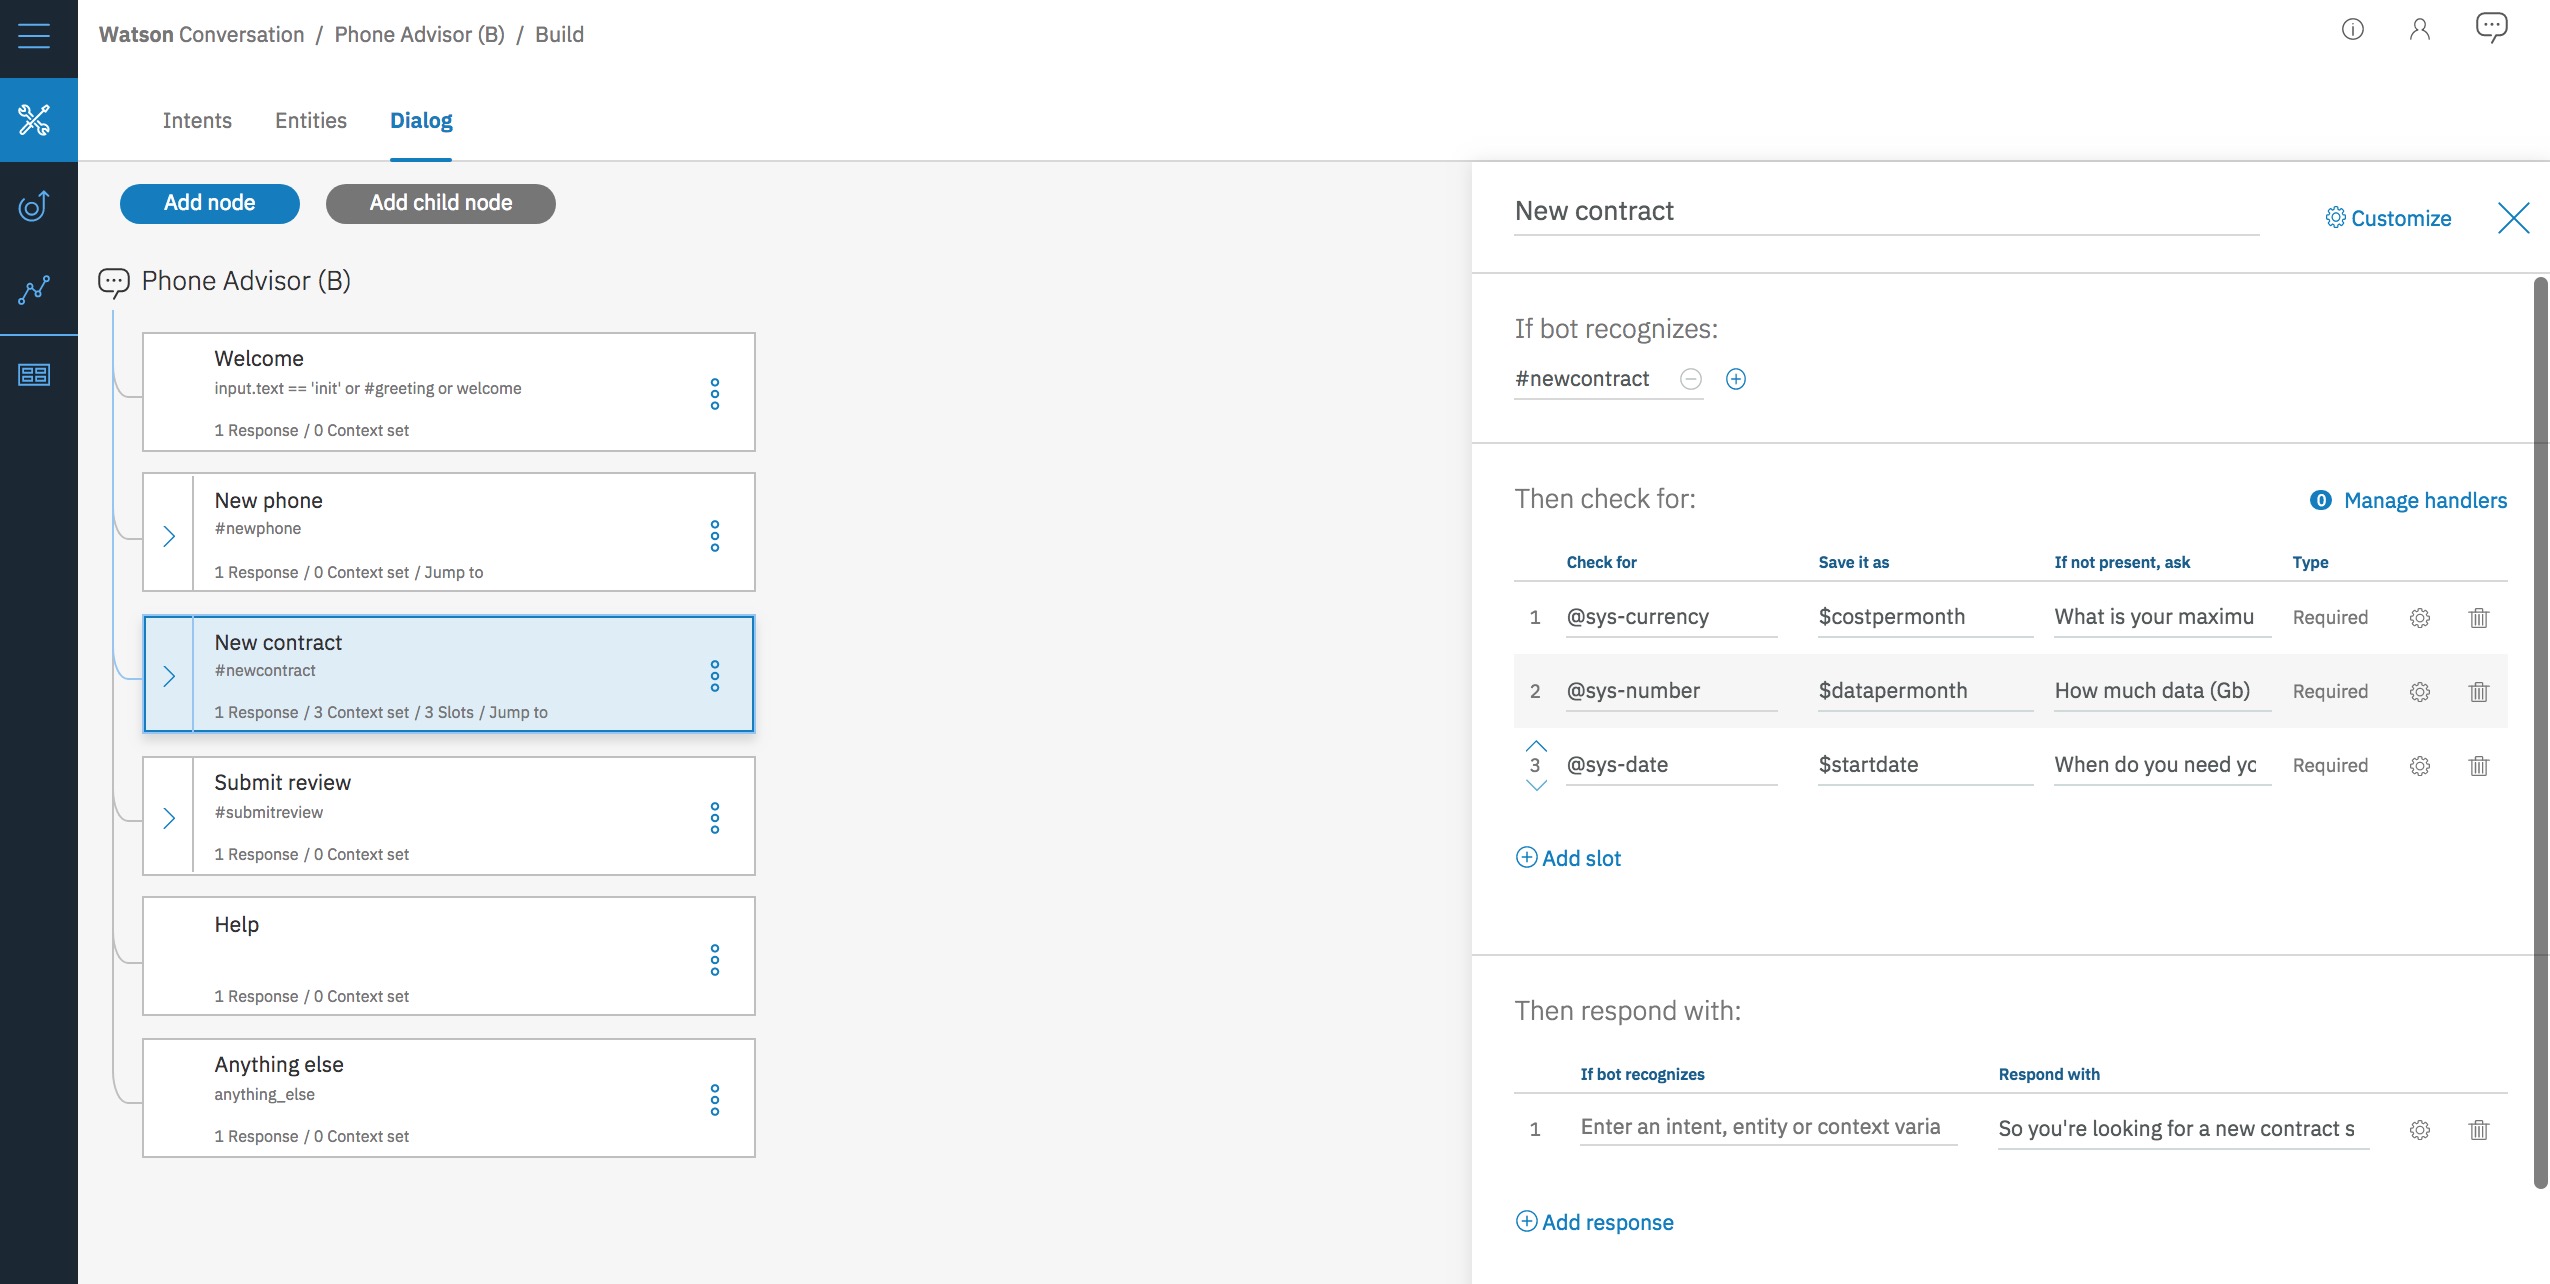 Watson Conversation / Phone Advisor (B) / Build
Intents Entities Dialog
Add node Add child node
Phone Advisor (B)
Welcome
input.text == 'init' or #greeting or welcome
1 Response / 0 Context set
New phone
#newphone
1 Response / 0 Context set / Jump to
New contract
#newcontract
1 Response / 3 Context set / 3 Slots / Jump to
Submit review
#submitreview
1 Response / 0 Context set
Help
1 Response / 0 Context set
Anything else
anything_else
1 Response / 0 Context set
New contract
Customize
If bot recognizes:
#newcontract
Then check for:
0 Manage handlers
Check for Save it as If not present, ask Type
1 @sys-currency $costpermonth What is your maximu Required
2 @sys-number $datapermonth How much data (Gb) Required
3 @sys-date $startdate When do you need yo Required
Add slot
Then respond with:
If bot recognizes Respond with
1 Enter an intent, entity or context varia So you're looking for a new contract s
Add response